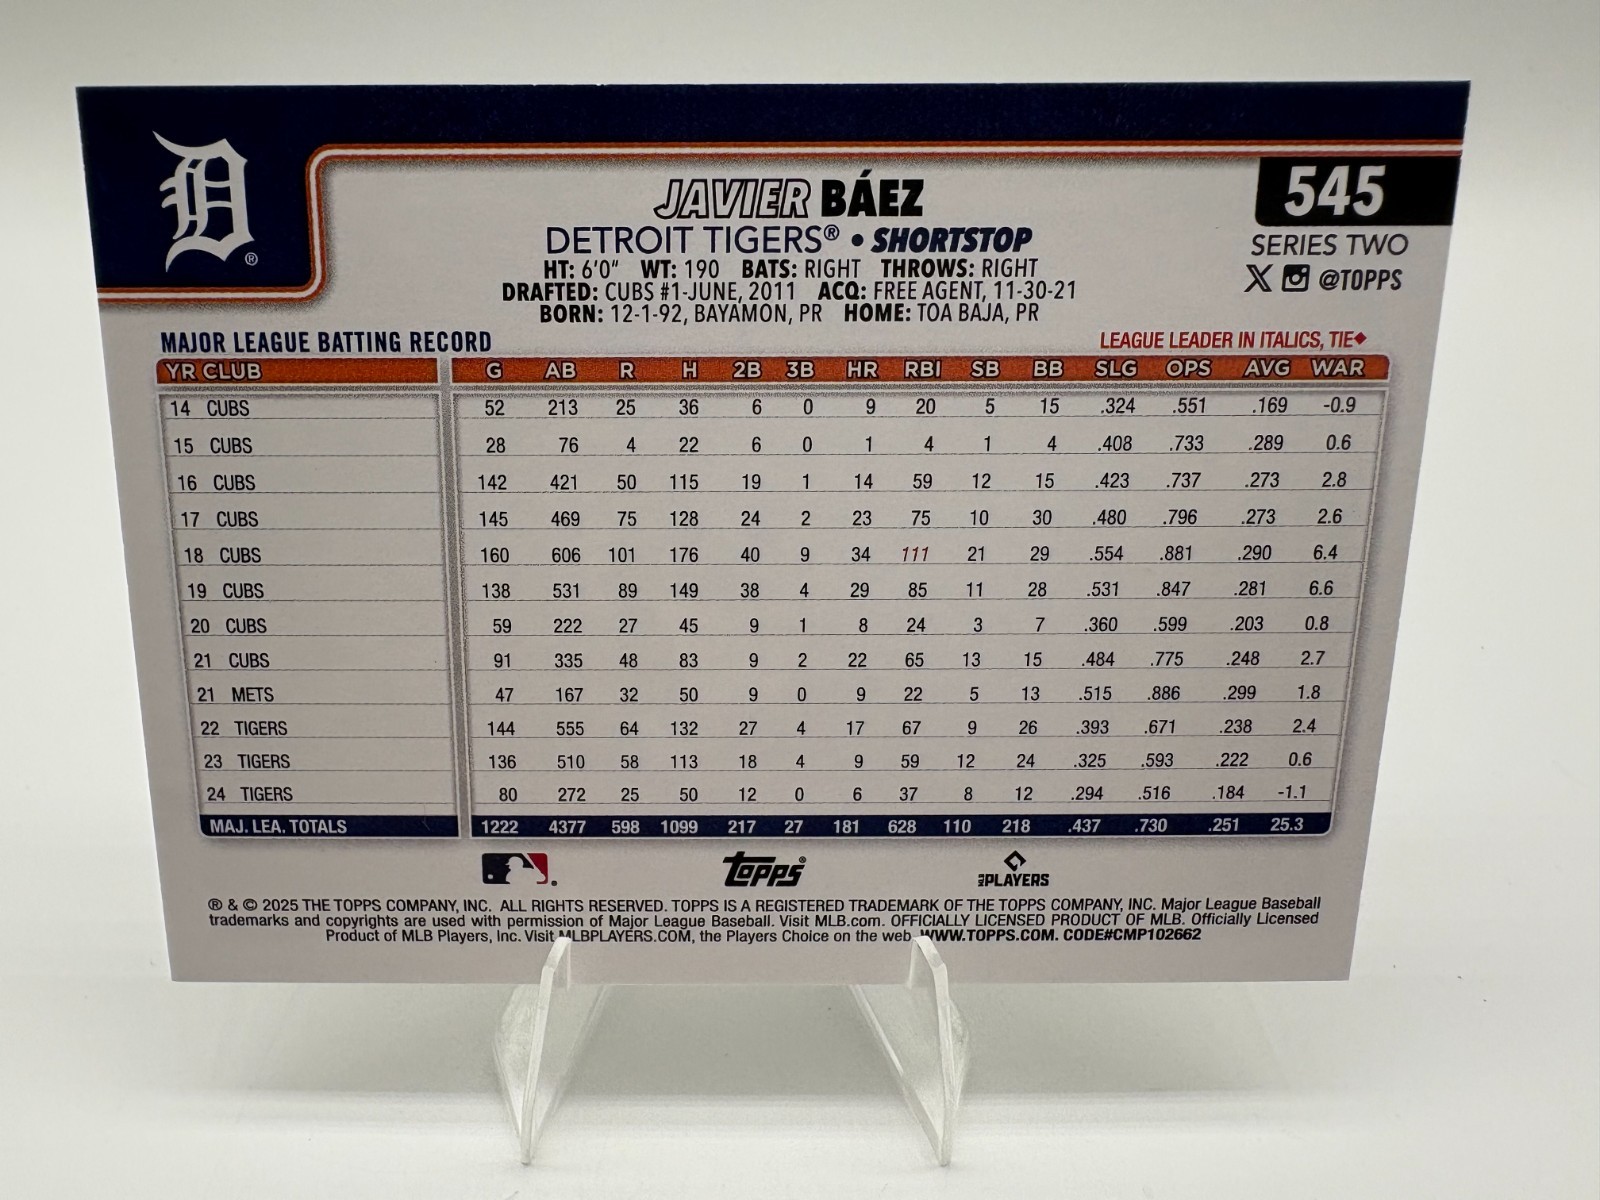 D®
JAVIER BÁEZ
545
DETROIT TIGERS® • SHORTSTOP
SERIES TWO
HT: 6'0" WT: 190 BATS: RIGHT THROWS: RIGHT
@TOPPS
DRAFTED: CUBS #1-JUNE, 2011 ACQ: FREE AGENT, 11-30-21
BORN: 12-1-92, BAYAMON, PR HOME: TOA BAJA, PR
MAJOR LEAGUE BATTING RECORD LEAGUE LEADER IN ITALICS, TIE◆
YR CLUB G AB R H 2B 3B HR RBI SB BB SLG OPS AVG WAR
14 CUBS 52 213 25 36 6 0 9 20 5 15 .324 .551 .169 -0.9
15 CUBS 28 76 4 22 6 0 1 4 1 4 .408 .733 .289 0.6
16 CUBS 142 421 50 115 19 1 14 59 12 15 .423 .737 .273 2.8
17 CUBS 145 469 75 128 24 2 23 75 10 30 .480 .796 .273 2.6
18 CUBS 160 606 101 176 40 9 34 111 21 29 .554 .881 .290 6.4
19 CUBS 138 531 89 149 38 4 29 85 11 28 .531 .847 .281 6.6
20 CUBS 59 222 27 45 9 1 8 24 3 7 .360 .599 .203 0.8
21 CUBS 91 335 48 83 9 2 22 65 13 15 .484 .775 .248 2.7
21 METS 47 167 32 50 9 0 9 22 5 13 .515 .886 .299 1.8
22 TIGERS 144 555 64 132 27 4 17 67 9 26 .393 .671 .238 2.4
23 TIGERS 136 510 58 113 18 4 9 59 12 24 .325 .593 .222 0.6
24 TIGERS 80 272 25 50 12 0 6 37 8 12 .294 .516 .184 -1.1
MAJ. LEA. TOTALS 1222 4377 598 1099 217 27 181 628 110 218 .437 .730 .251 25.3
Topps® MLB PLAYERS
® & © 2025 THE TOPPS COMPANY, INC. ALL RIGHTS RESERVED. TOPPS IS A REGISTERED TRADEMARK OF THE TOPPS COMPANY, INC. Major League Baseball
trademarks and copyrights are used with permission of Major League Baseball. Visit MLB.com. OFFICIALLY LICENSED PRODUCT OF MLB. Officially Licensed
Product of MLB Players, Inc. Visit MLBPLAYERS.COM, the Players Choice on the web. WWW.TOPPS.COM. CODE#CMP102662